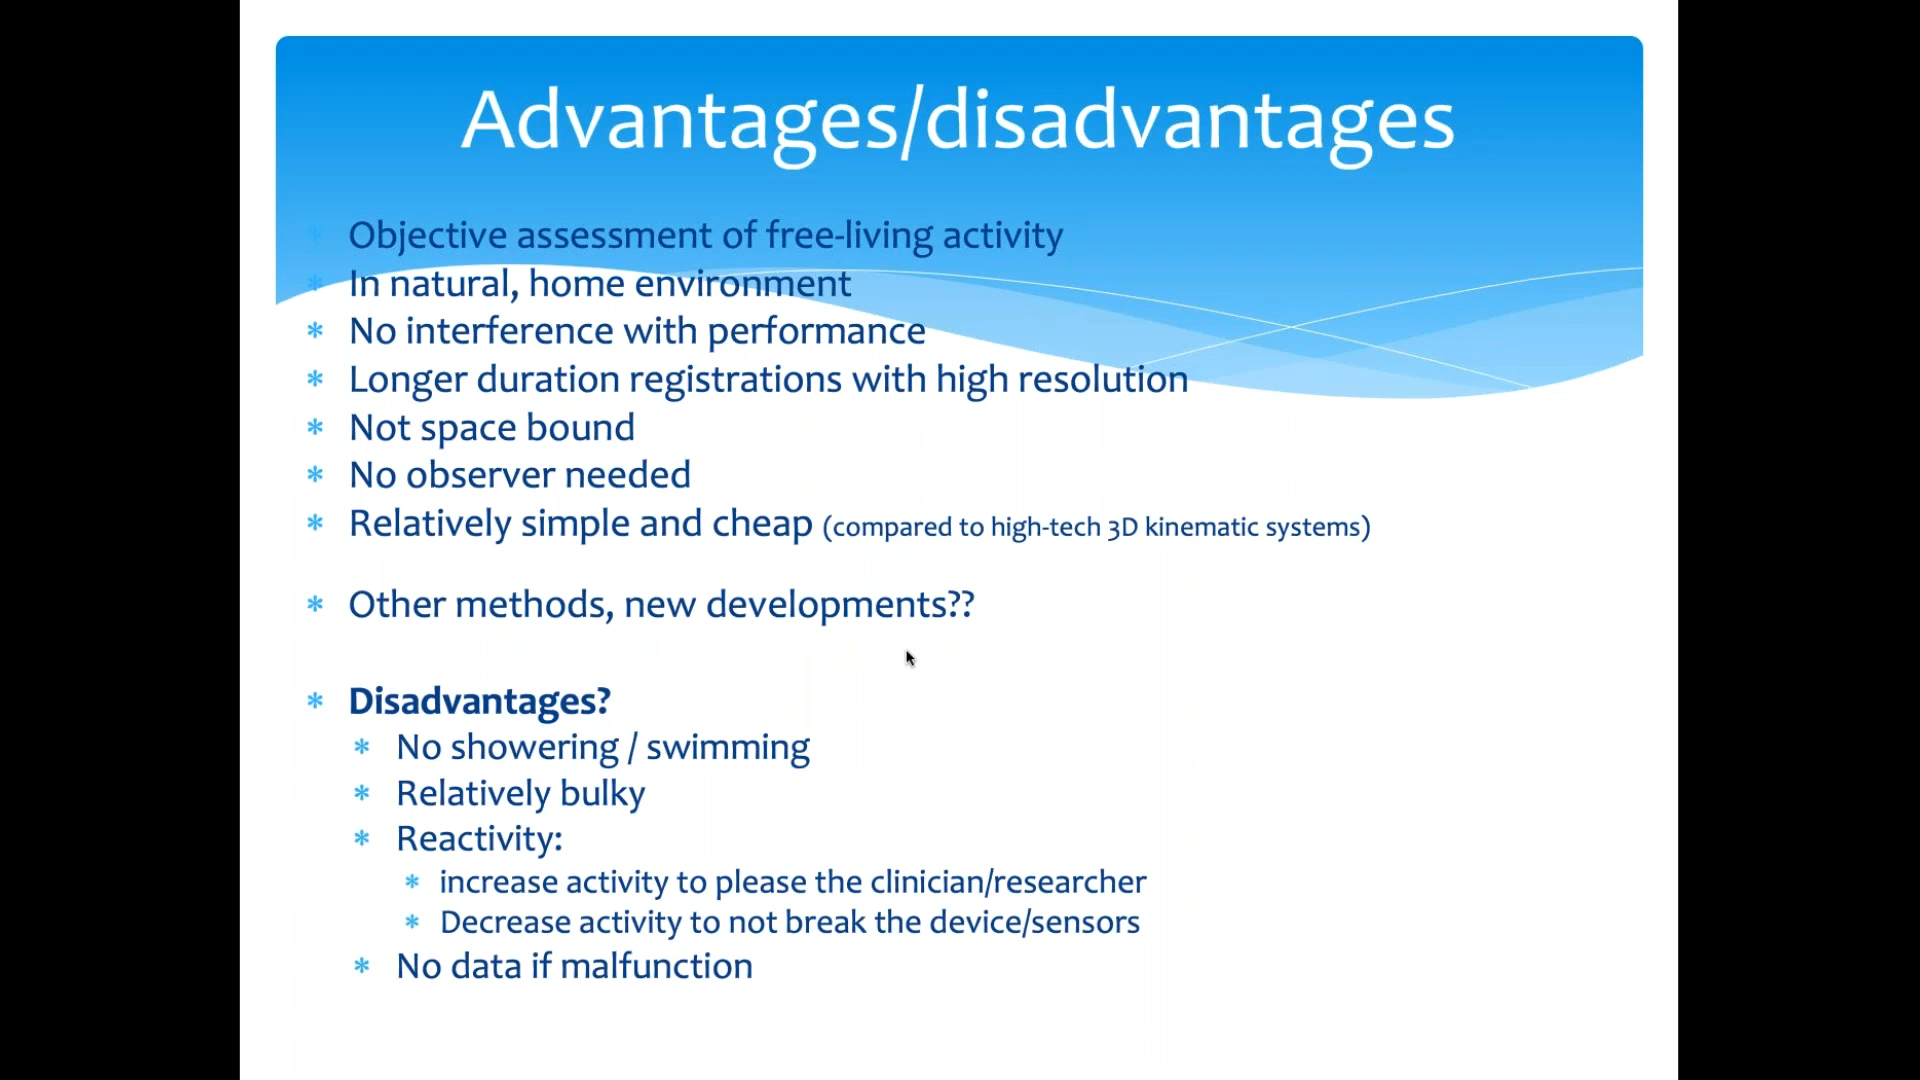 Advantages/disadvantages
* Objective assessment of free-living activity
* In natural, home environment
* No interference with performance
* Longer duration registrations with high resolution
* Not space bound
* No observer needed
* Relatively simple and cheap (compared to high-tech 3D kinematic systems)
* Other methods, new developments??
* Disadvantages?
* No showering / swimming
* Relatively bulky
* Reactivity:
* increase activity to please the clinician/researcher
* Decrease activity to not break the device/sensors
* No data if malfunction